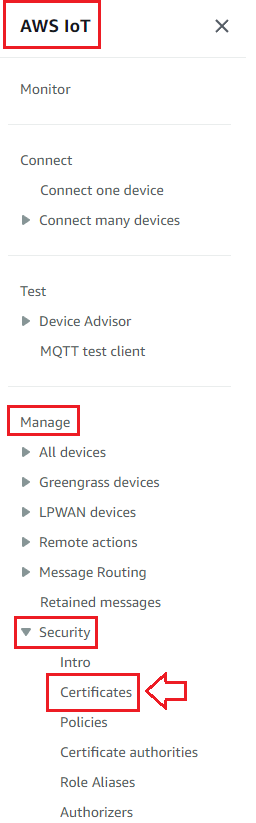 AWS IoT
Monitor
Connect
Connect one device
Connect many devices
Test
Device Advisor
MQTT test client
Manage
All devices
Greengrass devices
LPWAN devices
Remote actions
Message Routing
Retained messages
Security
Intro
Certificates
Policies
Certificate authorities
Role Aliases
Authorizers